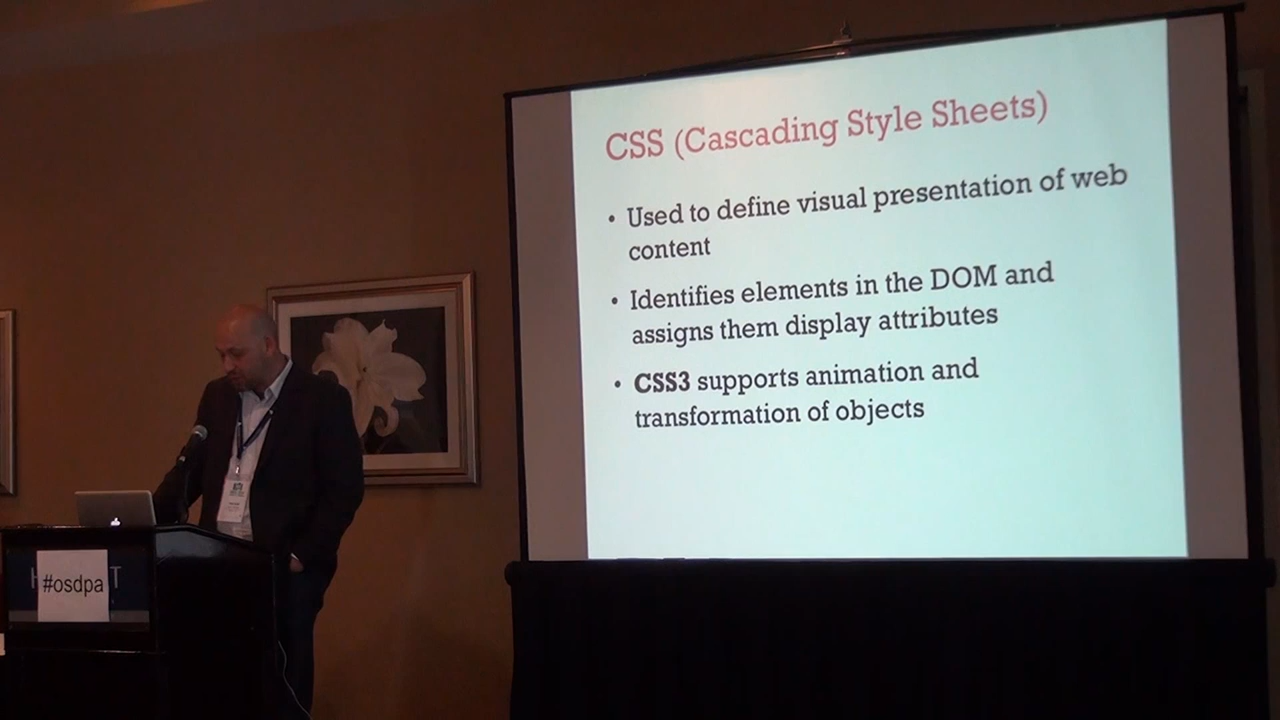 CSS (Cascading Style Sheets)
• Used to define visual presentation of web
content
• Identifies elements in the DOM and
assigns them display attributes
• CSS3 supports animation and
transformation of objects
#osdpa